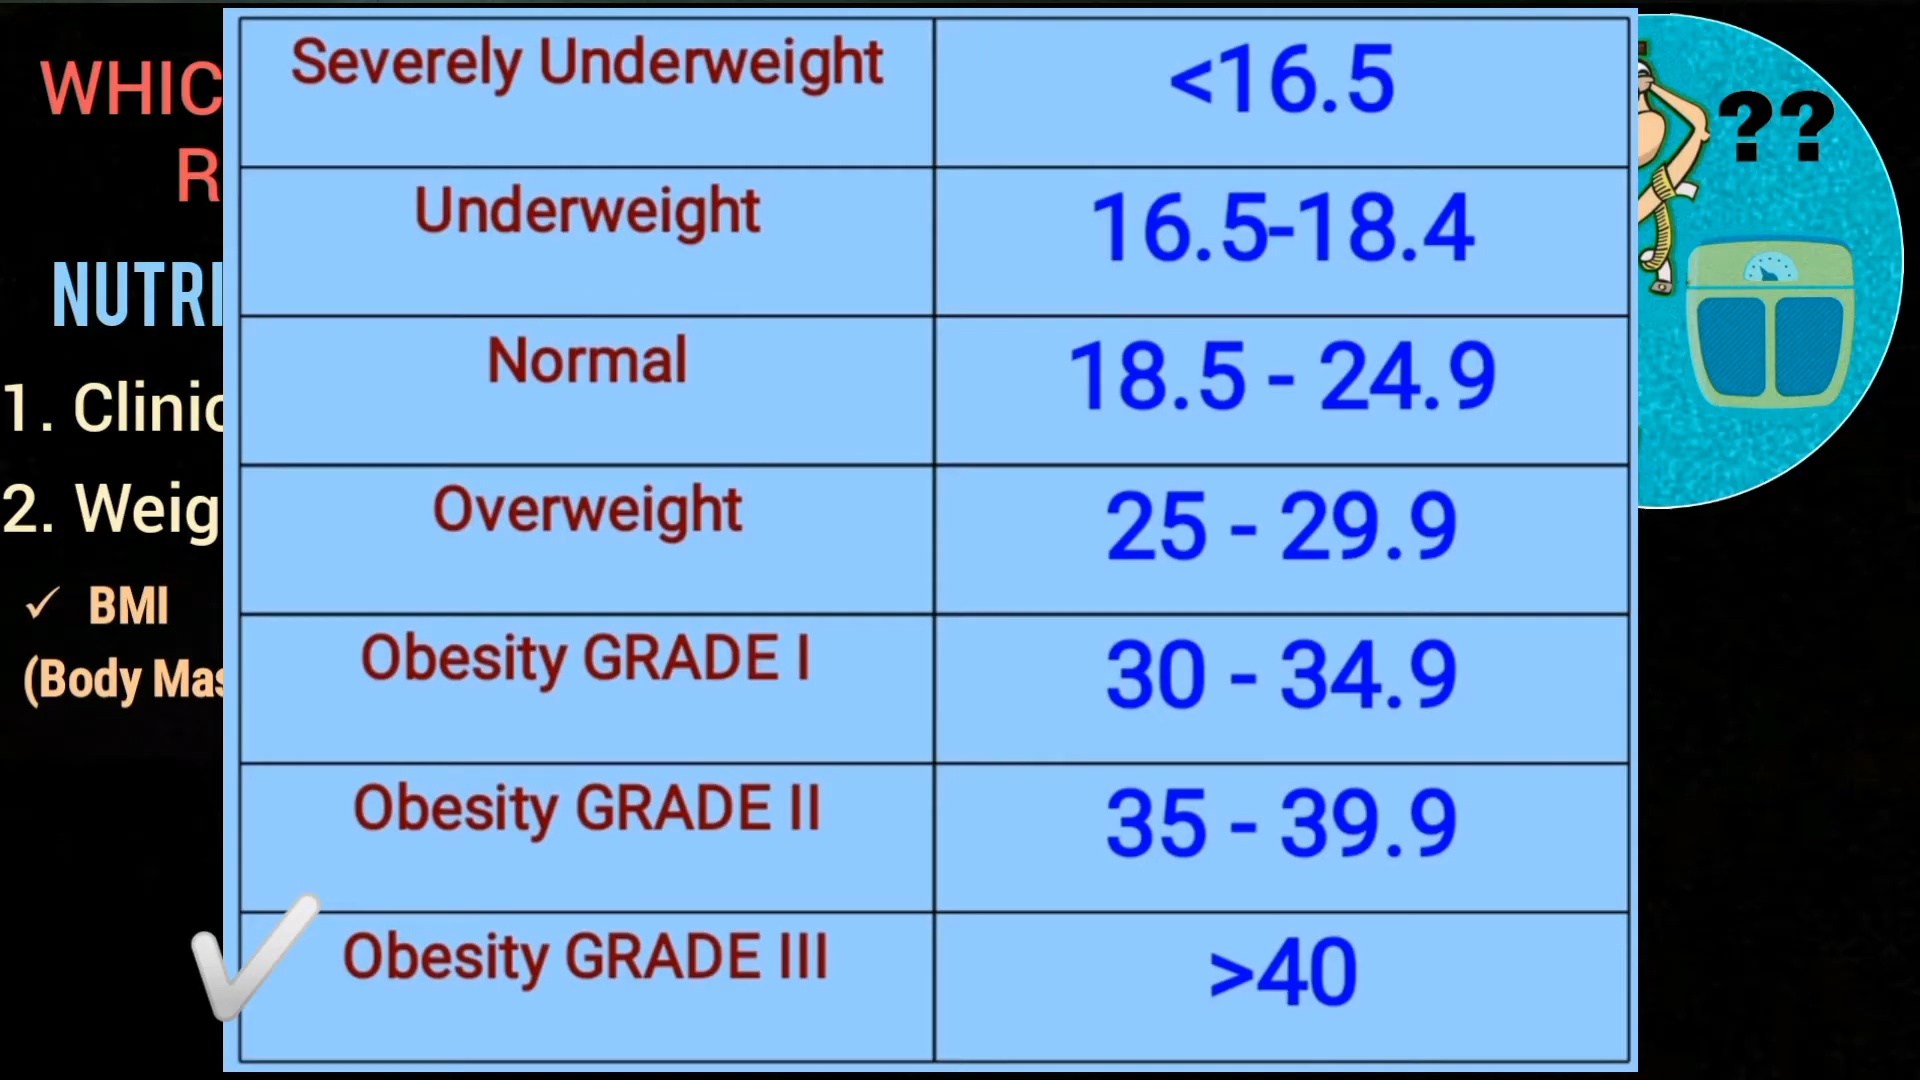 WHIC
R
NUTRI
1. Clinic
2. Weig
✓ BMI
(Body Mas
Severely Underweight <16.5
Underweight 16.5-18.4
Normal 18.5 - 24.9
Overweight 25 - 29.9
Obesity GRADE I 30 - 34.9
Obesity GRADE II 35 - 39.9
Obesity GRADE III >40
??